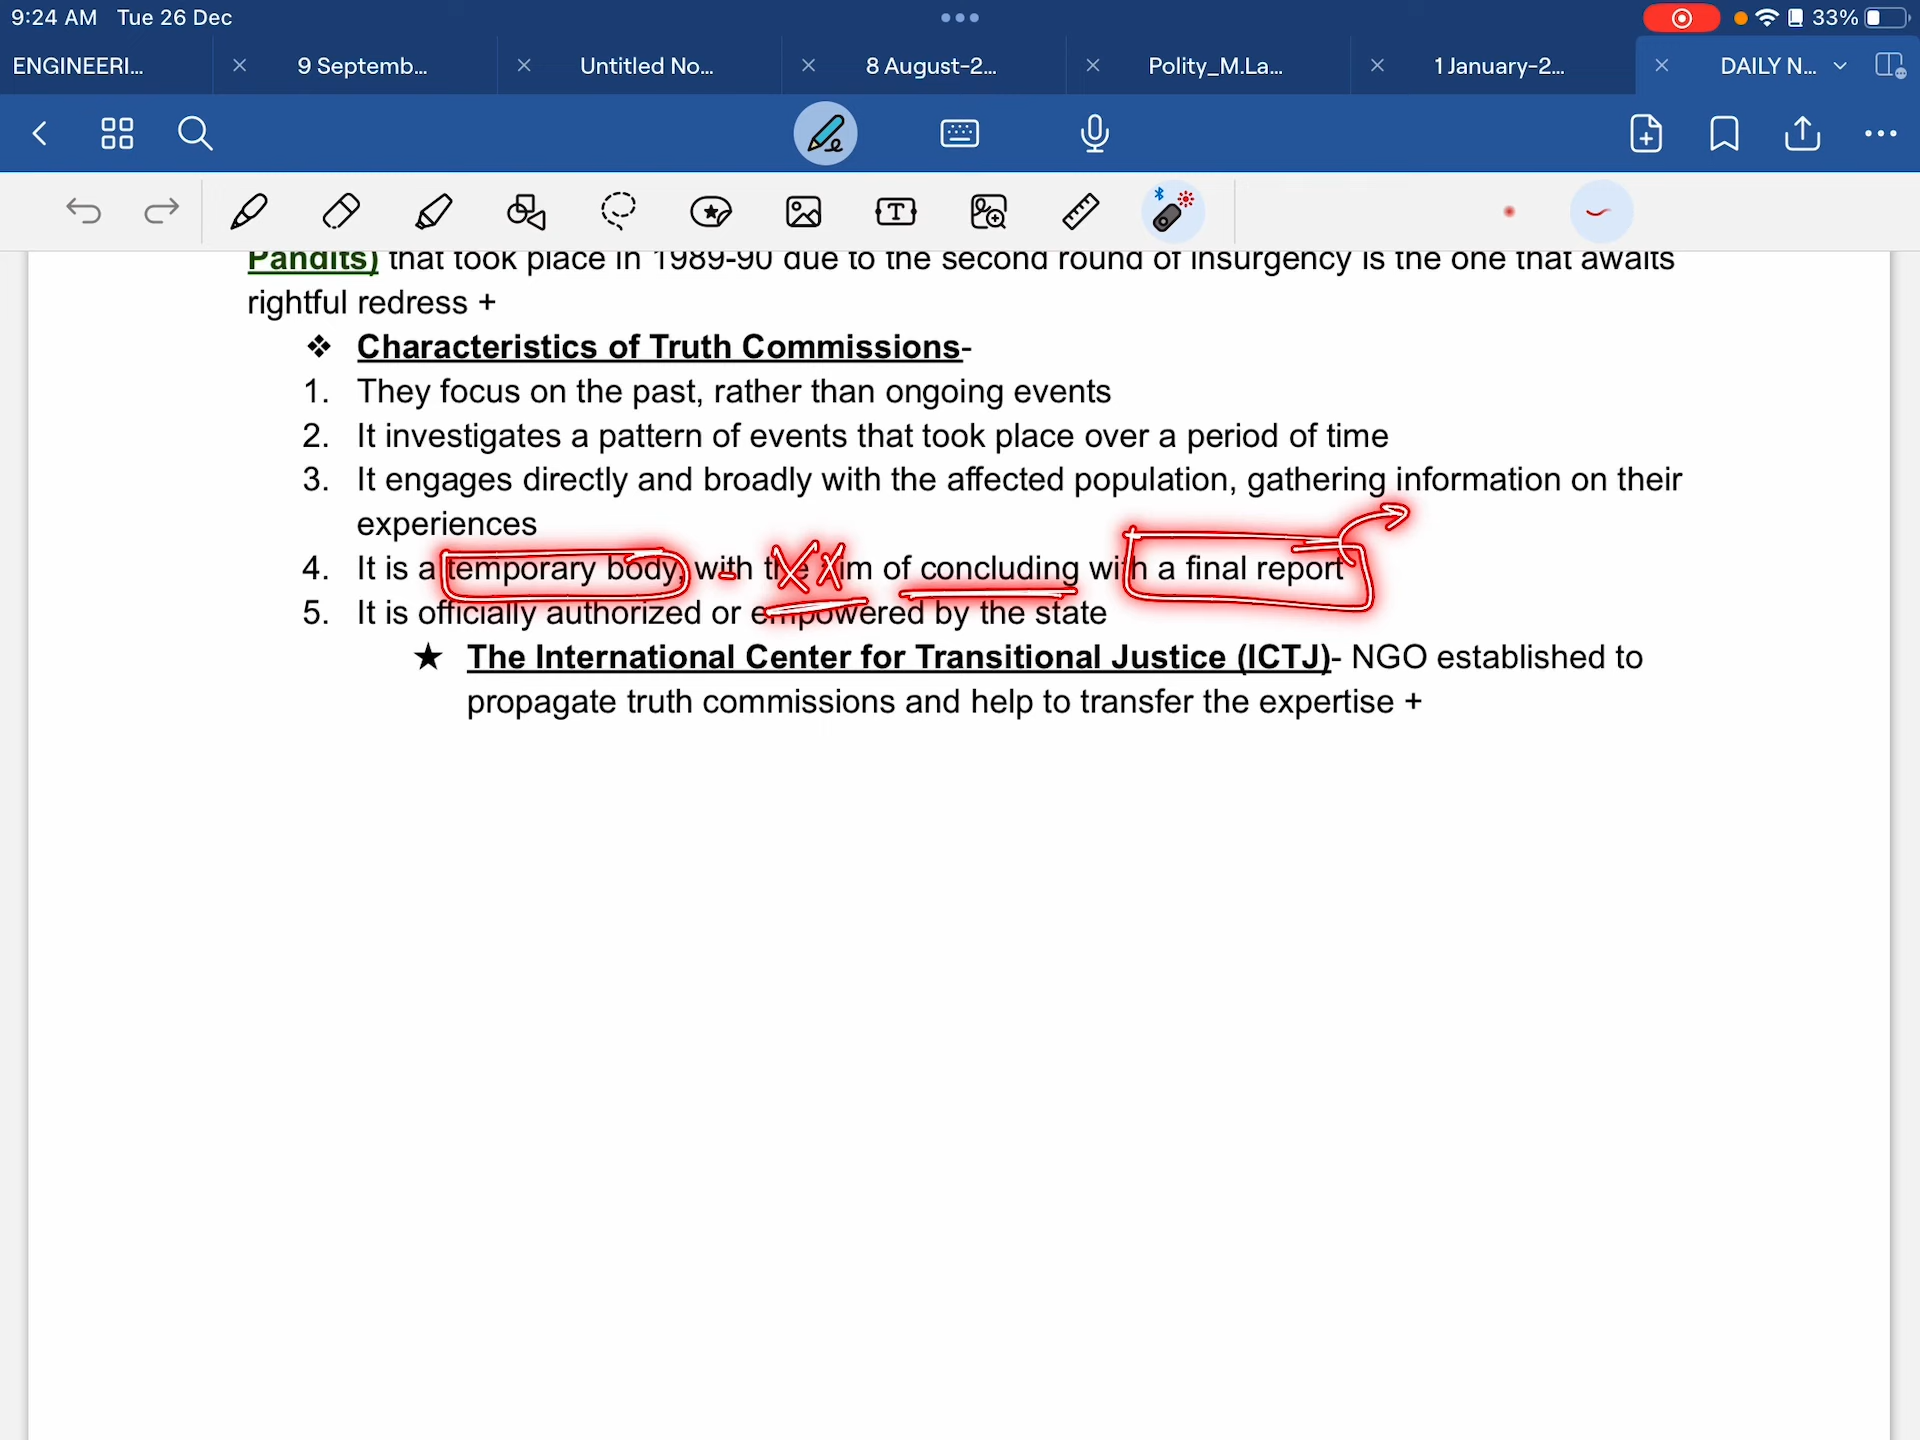 9:24 AM Tue 26 Dec
33%
ENGINEERI... 9 Septemb... Untitled No... 8 August-2... Polity_M.La... 1 January-2... DAILY N...
Pandits) that took place in 1989-90 due to the second round of insurgency is the one that awaits
rightful redress +
❖ Characteristics of Truth Commissions-
1. They focus on the past, rather than ongoing events
2. It investigates a pattern of events that took place over a period of time
3. It engages directly and broadly with the affected population, gathering information on their
experiences
4. It is a temporary body, with the aim of concluding with a final report
5. It is officially authorized or empowered by the state
★ The International Center for Transitional Justice (ICTJ)- NGO established to
propagate truth commissions and help to transfer the expertise +